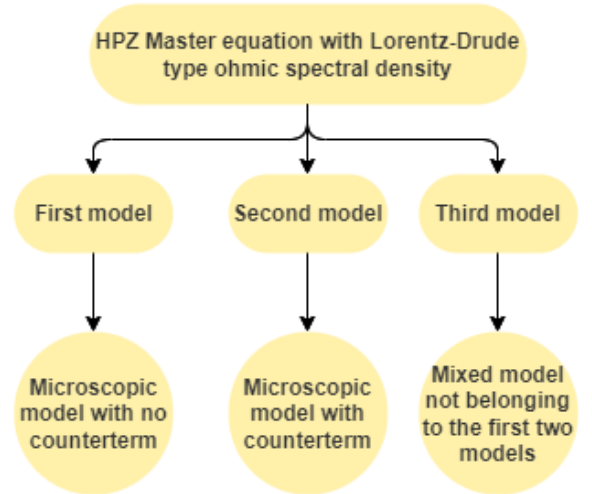 HPZ Master equation with Lorentz-Drude
type ohmic spectral density
First model
Second model
Third model
Microscopic
model with no
counterterm
Microscopic
model with
counterterm
Mixed model
not belonging
to the first two
models